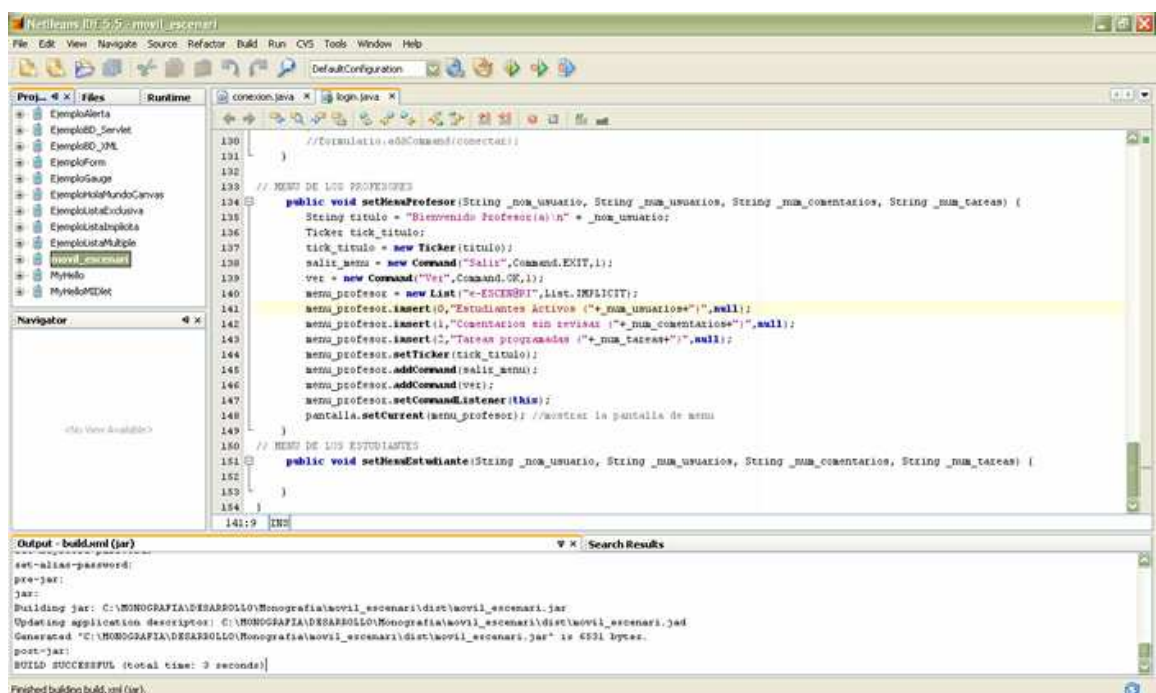 NetBeans IDE 5.5 - movil_escenari
File Edit View Navigate Source Refactor Build Run CVS Tools Window Help
DefaultConfiguration
Proj... Files Runtime
EjemploAlerta
EjemploBD_Servlet
EjemploBD_XML
EjemploForm
EjemploGauge
EjemploHolaMundoCanvas
EjemploListaExclusiva
EjemploListaImplicita
EjemploListaMultiple
movil_escenari
MyHello
MyHelloMIDlet
Navigator
<No View Available>
conexion.java login.java
130 //formulario.addCommand(conectar);
131 }
132
133 // MENU DE LOS PROFESORES
134 public void setMenuProfesor(String _nom_usuario, String _num_usuarios, String _num_comentarios, String _num_tareas) {
135 String titulo = "Bienvenido Profesor(a)\n" + _nom_usuario;
136 Ticker tick_titulo;
137 tick_titulo = new Ticker(titulo);
138 salir_menu = new Command("Salir",Command.EXIT,1);
139 ver = new Command("Ver",Command.OK,1);
140 menu_profesor = new List("e-ESCEN@RI",List.IMPLICIT);
141 menu_profesor.insert(0,"Estudiantes Activos ("+_num_usuarios+")",null);
142 menu_profesor.insert(1,"Comentarios sin revisar ("+_num_comentarios+")",null);
143 menu_profesor.insert(2,"Tareas programadas ("+_num_tareas+")",null);
144 menu_profesor.setTicker(tick_titulo);
145 menu_profesor.addCommand(salir_menu);
146 menu_profesor.addCommand(ver);
147 menu_profesor.setCommandListener(this);
148 pantalla.setCurrent(menu_profesor); //mostrar la pantalla de menu
149 }
150 // MENU DE LOS ESTUDIANTES
151 public void setMenuEstudiante(String _nom_usuario, String _num_usuarios, String _num_comentarios, String _num_tareas) {
152
153 }
154 }
141:9 INS
Output - build.xml (jar) Search Results
set-alias-password:
pre-jar:
jar:
Building jar: C:\MONOGRAFIA\DESARROLLO\Monografia\movil_escenari\dist\movil_escenari.jar
Updating application descriptor: C:\MONOGRAFIA\DESARROLLO\Monografia\movil_escenari\dist\movil_escenari.jad
Generated "C:\MONOGRAFIA\DESARROLLO\Monografia\movil_escenari\dist\movil_escenari.jar" is 6531 bytes.
post-jar:
BUILD SUCCESSFUL (total time: 3 seconds)
Finished building build.xml (jar).